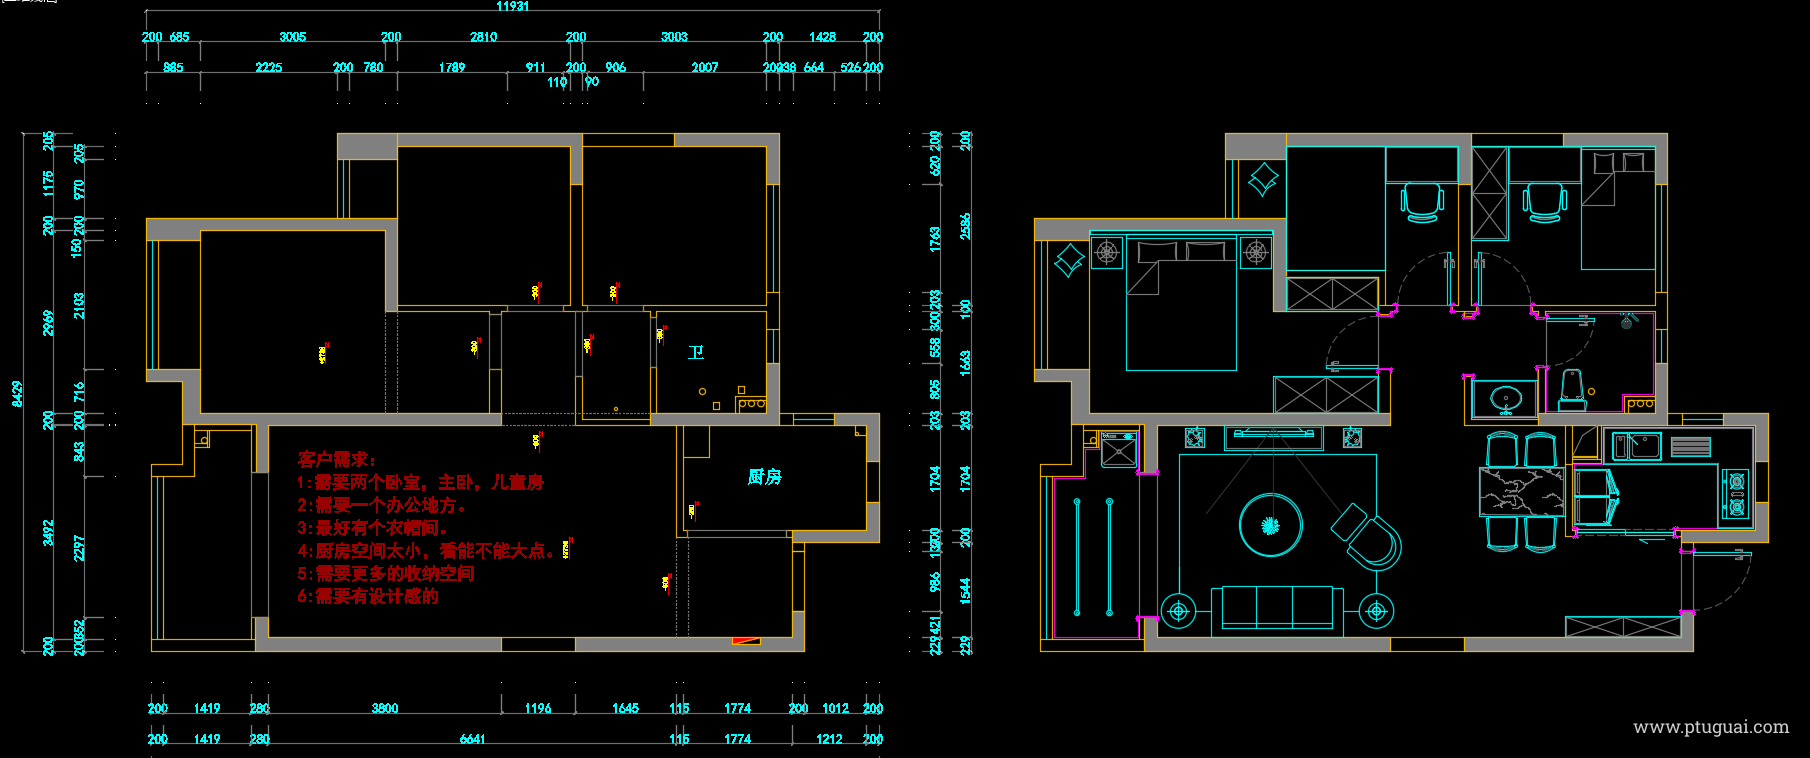 11931
200 685 3005 200 2810 200 3003 200 1428 200
885 2225 200 780 1789 911 200 906 2007 664 526 200
110 90
205 1175 200 2969 200 3492 200
8429
205 970 200 150 2103 716 200 843 2297 352
卫
厨房
客户需求:
1:需要两个卧室，主卧，儿童房
2:需要一个办公地方。
3:最好有个衣帽间。
4:厨房空间太小，看能不能大点。
5:需要更多的收纳空间
6:需要有设计感的
200 620 1763 203 300 558 805 203 1704 986 421 229
200 2586 100 1663 203 1704 200 1544 229
200 1419 280 3800 1196 1645 115 1774 200 1012 200
200 1419 280 6641 115 1774 1212 200
www.ptuguai.com